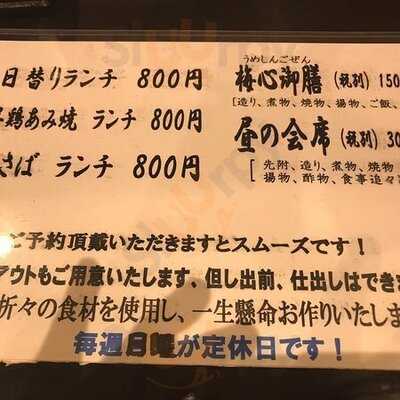 日替りランチ 800円
鶏あみ焼 ランチ 800円
さば ランチ 800円
うめしんごぜん
梅心御膳 (税別) 150
[造り、煮物、焼物、揚物、ご飯、
昼の会席 (税別) 30
先附、造り、煮物、焼物
揚物、酢物、食事追々
ご予約頂戴いただきますとスムーズです!
アウトもご用意いたします、但し出前、仕出しはでき
折々の食材を使用し、一生懸命お作りいたしま
毎週日曜が定休日です!